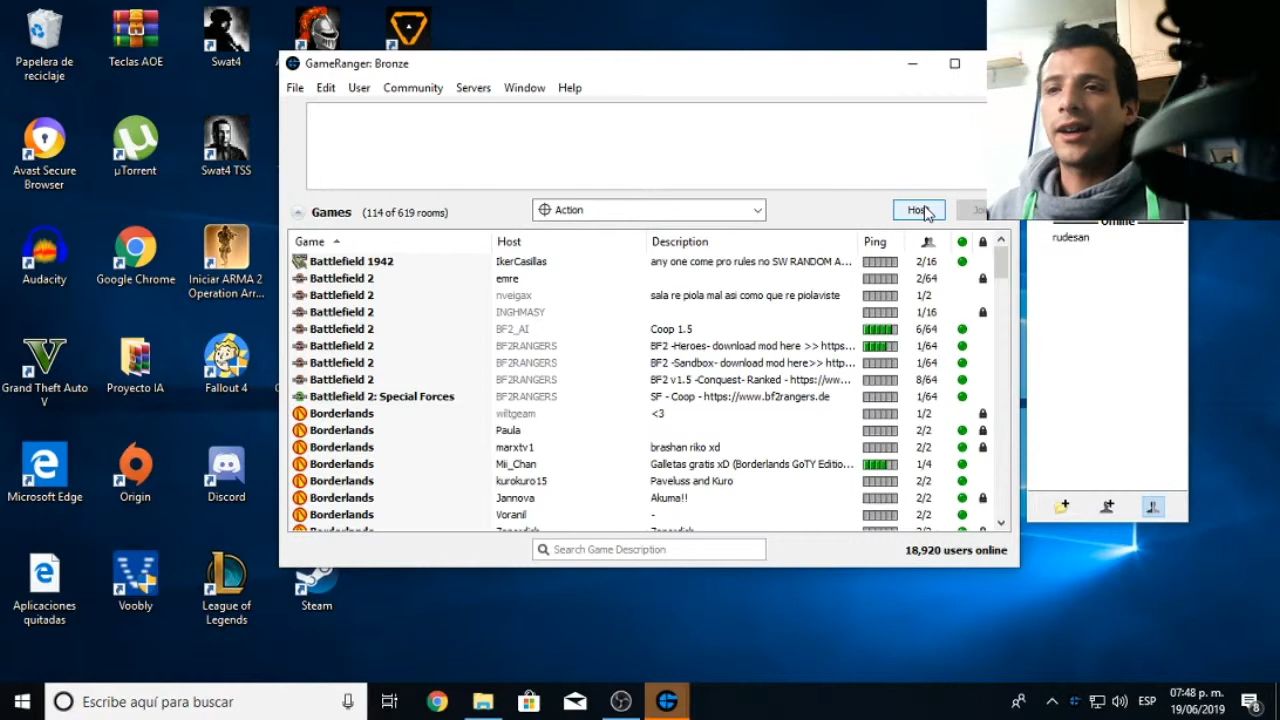 Papelera de
reciclaje
Teclas AOE
Swat4
Avast Secure
Browser
µTorrent
Swat4 TSS
Audacity
Google Chrome
Iniciar ARMA 2
Operation Arr...
Grand Theft Auto
V
Proyecto IA
Fallout 4
Microsoft Edge
Origin
Discord
Aplicaciones
quitadas
Voobly
League of
Legends
Steam
GameRanger: Bronze
File Edit User Community Servers Window Help
Games (114 of 619 rooms) Action
Game Host Description Ping
Battlefield 1942 IkerCasillas any one come pro rules no SW RANDOM A... 2/16
Battlefield 2 emre 2/64
Battlefield 2 nveigax sala re piola mal asi como que re piolaviste 1/2
Battlefield 2 INGHMASY 1/16
Battlefield 2 BF2_AI Coop 1.5 6/64
Battlefield 2 BF2RANGERS BF2 -Heroes- download mod here>> https... 1/64
Battlefield 2 BF2RANGERS BF2 -Sandbox- download mod here>> htt... 1/64
Battlefield 2 BF2RANGERS BF2 v1.5 -Conquest- Ranked - https://ww... 8/64
Battlefield 2: Special Forces BF2RANGERS SF - Coop - https://www.bf2rangers.de 1/64
Borderlands wiltgeam <3 1/2
Borderlands Paula 2/2
Borderlands marxtv1 brashan riko xd 2/2
Borderlands Mii_Chan Galletas gratis xD (Borderlands GoTY Editio... 1/4
Borderlands kurokuro15 Paveluss and Kuro 2/2
Borderlands Jannova Akuma!! 2/2
Borderlands Voranil - 2/2
Search Game Description
18,920 users online
rudesan
Escribe aquí para buscar
ESP
07:48 p. m.
19/06/2019
8